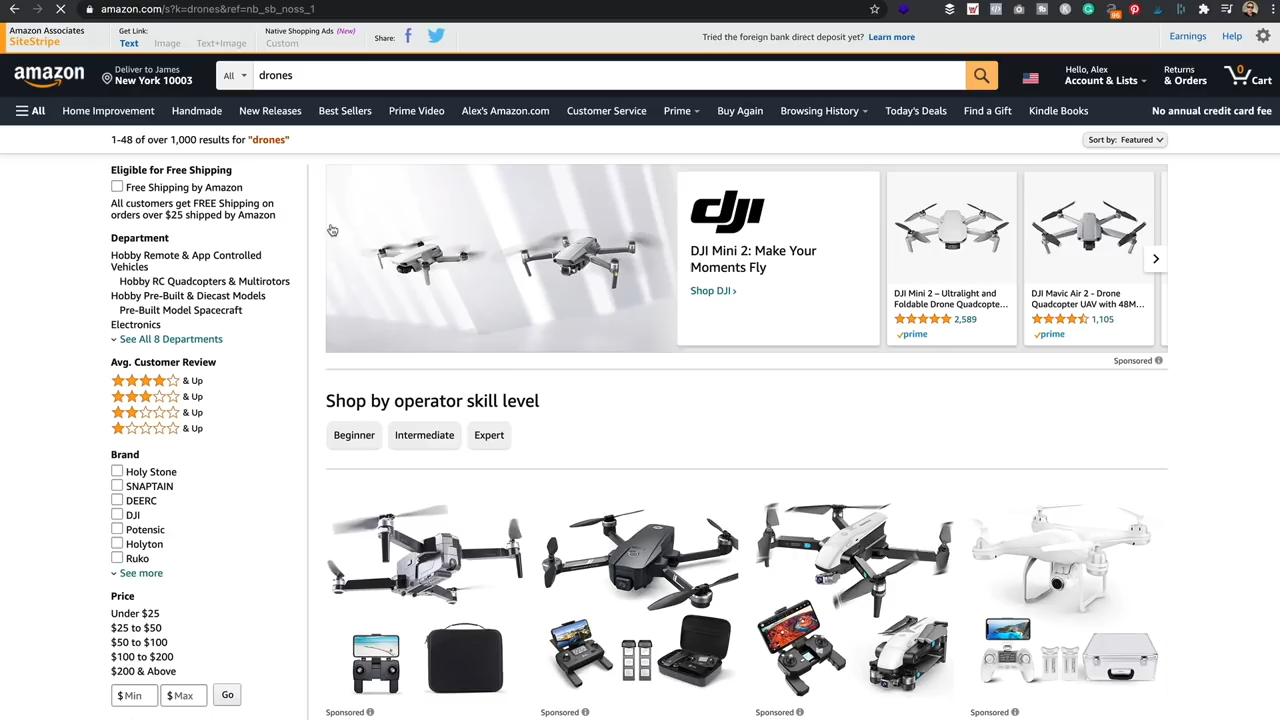 amazon.com/s?k=drones&ref=nb_sb_noss_1
96
Amazon Associates
SiteStripe
Get Link:
Text Image Text+Image
Native Shopping Ads (New)
Custom
Share:
Tried the foreign bank direct deposit yet? Learn more
Earnings Help
amazon
Deliver to James
New York 10003
All
drones
Hello, Alex
Account & Lists
Returns
& Orders
0
Cart
All Home Improvement Handmade New Releases Best Sellers Prime Video Alex's Amazon.com Customer Service Prime Buy Again Browsing History Today's Deals Find a Gift Kindle Books No annual credit card fee
1-48 of over 1,000 results for "drones"
Sort by: Featured
Eligible for Free Shipping
Free Shipping by Amazon
All customers get FREE Shipping on
orders over $25 shipped by Amazon
Department
Hobby Remote & App Controlled
Vehicles
Hobby RC Quadcopters & Multirotors
Hobby Pre-Built & Diecast Models
Pre-Built Model Spacecraft
Electronics
See All 8 Departments
Avg. Customer Review
& Up
& Up
& Up
& Up
Brand
Holy Stone
SNAPTAIN
DEERC
DJI
Potensic
Holyton
Ruko
See more
Price
Under $25
$25 to $50
$50 to $100
$100 to $200
$200 & Above
$ Min $ Max Go
dji
DJI Mini 2: Make Your
Moments Fly
Shop DJI ›
DJI Mini 2 – Ultralight and
Foldable Drone Quadcopte...
2,589
prime
DJI Mavic Air 2 - Drone
Quadcopter UAV with 48M...
1,105
prime
Sponsored
Shop by operator skill level
Beginner Intermediate Expert
Sponsored Sponsored Sponsored Sponsored